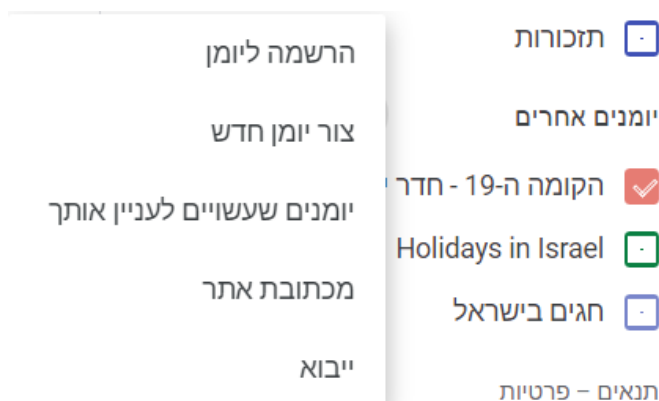 תזכורות
יומנים אחרים
הקומה ה-19 - חדר
Holidays in Israel
חגים בישראל
תנאים – פרטיות
הרשמה ליומן
צור יומן חדש
יומנים שעשויים לעניין אותך
מכתובת אתר
ייבוא